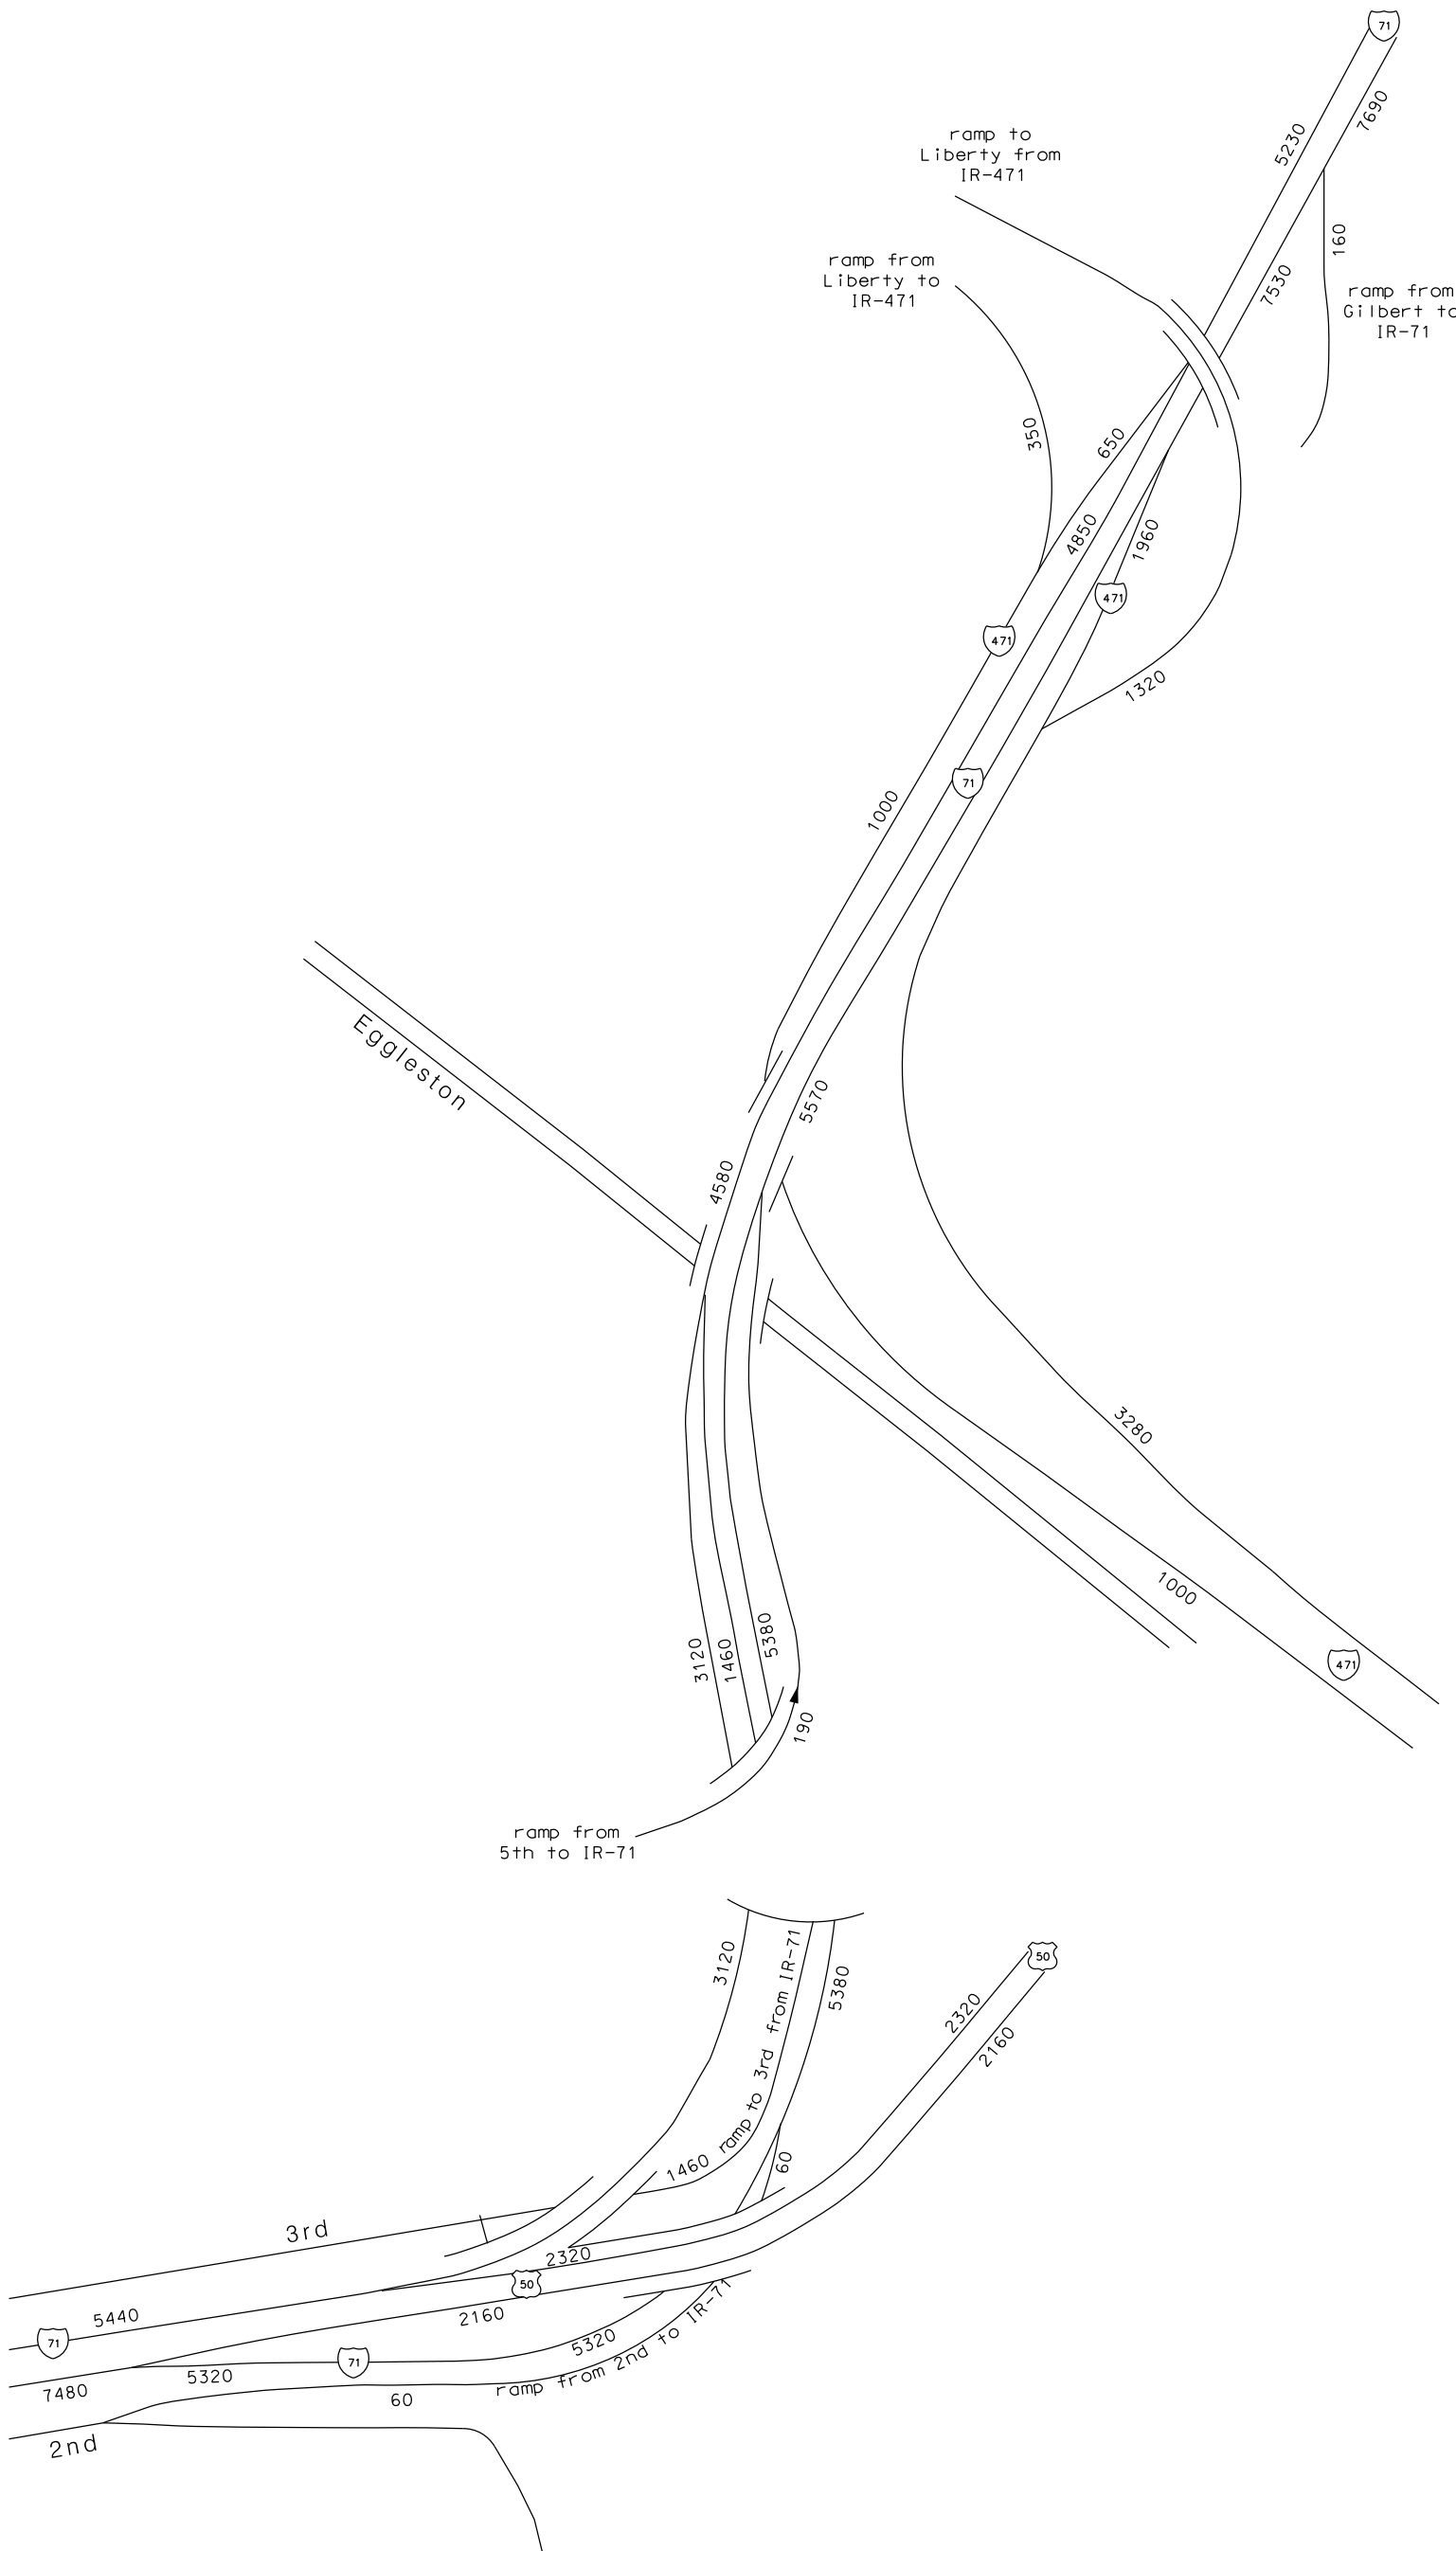 71
7690
5230
ramp to
Liberty from
IR-471
160
ramp from
Liberty to
IR-471
7530
ramp from
Gilbert to
IR-71
350
650
4850
1960
471
471
1320
71
1000
Eggleston
5570
4580
3280
1000
471
5380
3120
1460
190
ramp from
5th to IR-71
3120
ramp to 3rd from IR-71
5380
50
2320
2160
1460
60
3rd
2320
50
5440
2160
71
5320
71
5320
7480
60
ramp from 2nd to IR-71
2nd